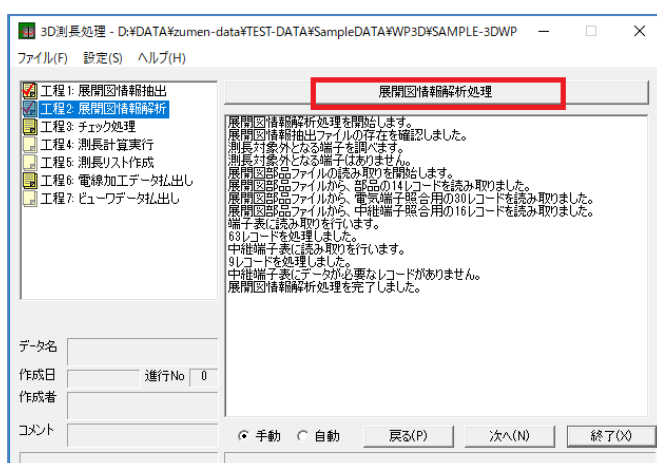 3D測長処理 - D:¥DATA¥zumen-data¥TEST-DATA¥SampleDATA¥WP3D¥SAMPLE-3DWP
ファイル(F) 設定(S) ヘルプ(H)
工程1: 展開図情報抽出
工程2: 展開図情報解析
工程3: チェック処理
工程4: 測長計算実行
工程5: 測長リスト作成
工程6: 電線加工データ払出し
工程7: ビューワデータ払出し
展開図情報解析処理
展開図情報解析処理を開始します。
展開図情報抽出ファイルの存在を確認しました。
測長対象外となる端子を調べます。
測長対象外となる端子はありません。
展開図部品ファイルの読み取りを開始します。
展開図部品ファイルから、部品の14レコードを読み取りました。
展開図部品ファイルから、電気端子照合用の30レコードを読み取りました。
展開図部品ファイルから、中継端子照合用の16レコードを読み取りました。
端子表に読み取りを行います。
63レコードを処理しました。
中継端子表に読み取りを行います。
9レコードを処理しました。
中継端子表にデータが必要なレコードがありません。
展開図情報解析処理を完了しました。
データ名
作成日 進行No 0
作成者
コメント
手動 自動 戻る(P) 次へ(N) 終了(X)